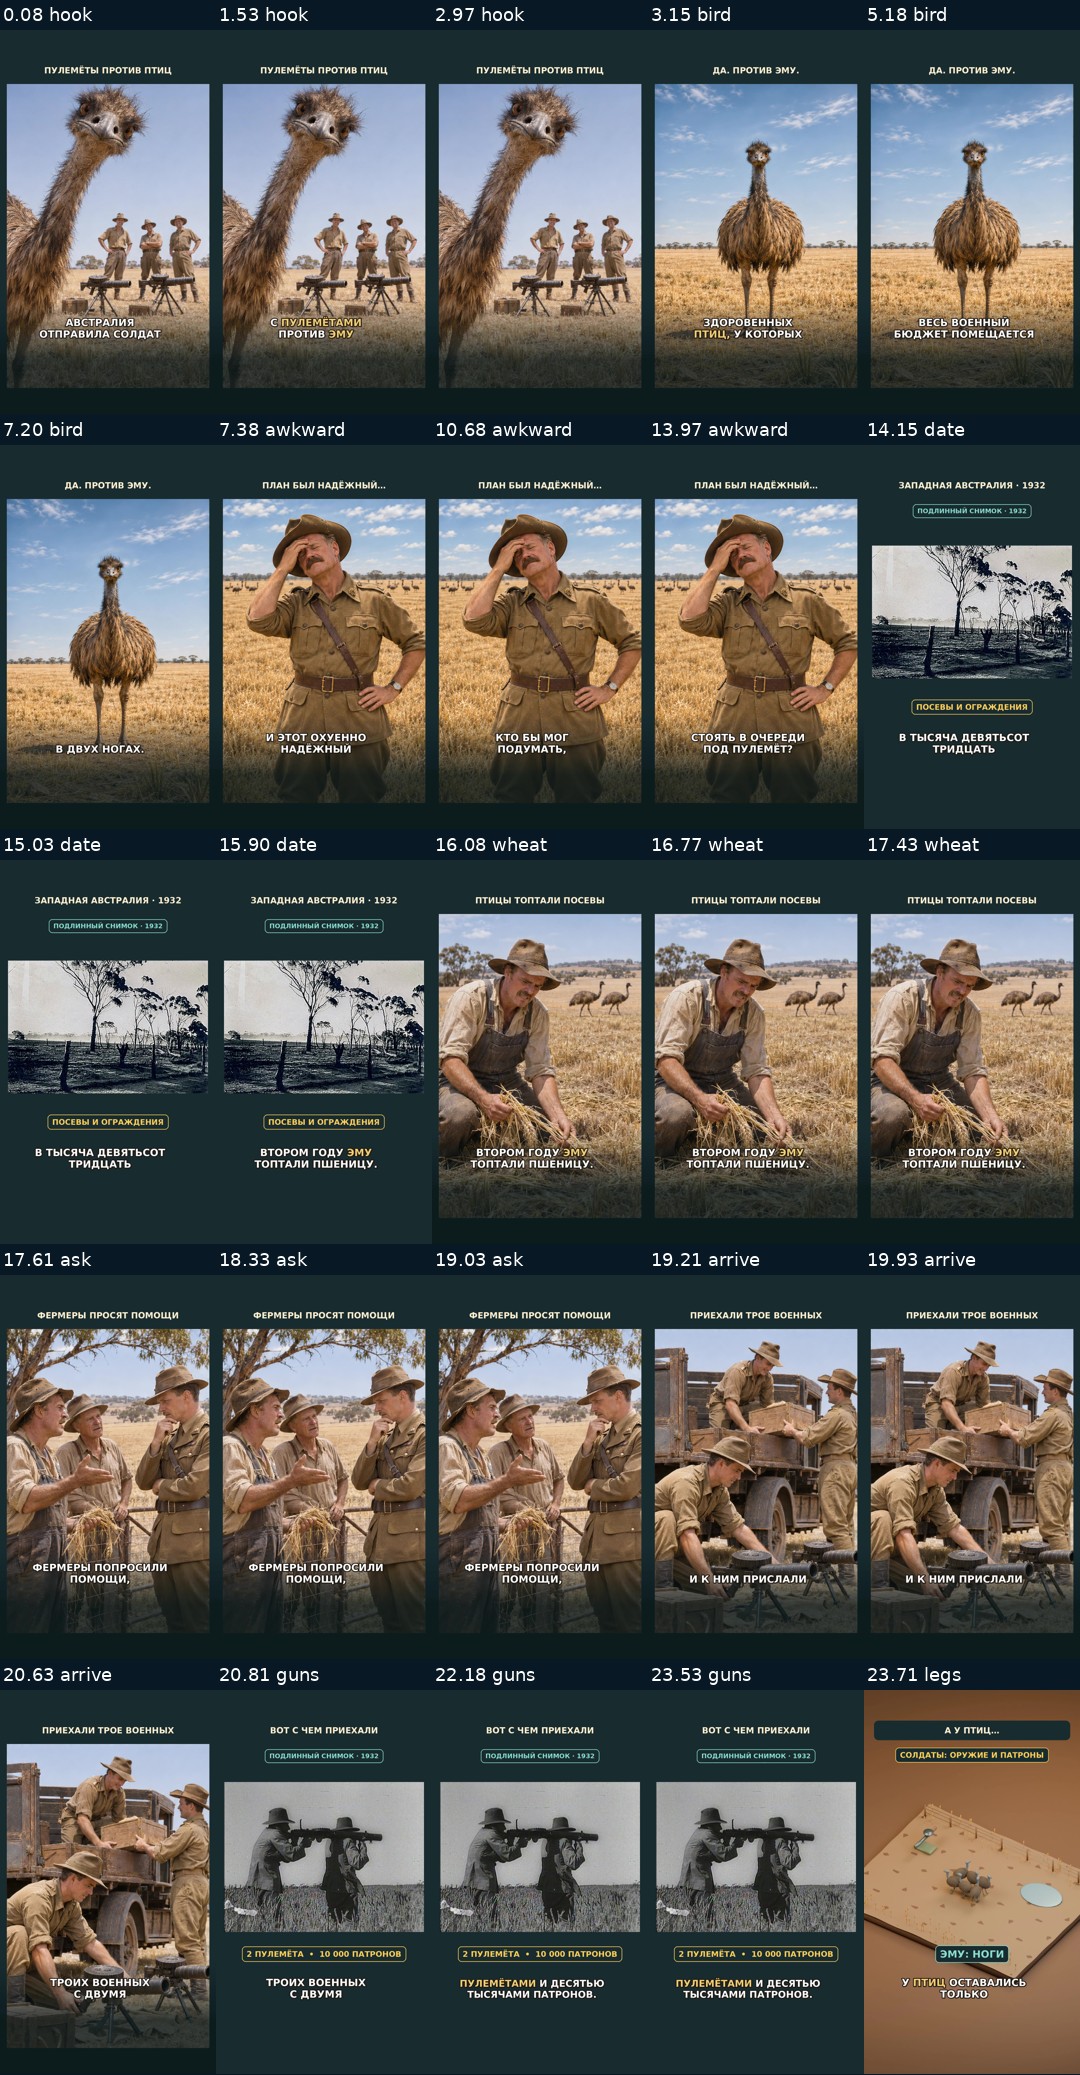 0.08 hook
1.53 hook
2.97 hook
3.15 bird
5.18 bird
ПУЛЕМЁТЫ ПРОТИВ ПТИЦ
АВСТРАЛИЯ
ОТПРАВИЛА СОЛДАТ
ПУЛЕМЁТЫ ПРОТИВ ПТИЦ
С ПУЛЕМЁТАМИ
ПРОТИВ ЭМУ
ПУЛЕМЁТЫ ПРОТИВ ПТИЦ
ДА. ПРОТИВ ЭМУ.
ЗДОРОВЕННЫХ
ПТИЦ, У КОТОРЫХ
ДА. ПРОТИВ ЭМУ.
ВЕСЬ ВОЕННЫЙ
БЮДЖЕТ ПОМЕЩАЕТСЯ
7.20 bird
7.38 awkward
10.68 awkward
13.97 awkward
14.15 date
ДА. ПРОТИВ ЭМУ.
В ДВУХ НОГАХ.
ПЛАН БЫЛ НАДЁЖНЫЙ...
И ЭТОТ ОХУЕННО
НАДЁЖНЫЙ
ПЛАН БЫЛ НАДЁЖНЫЙ...
КТО БЫ МОГ
ПОДУМАТЬ,
ПЛАН БЫЛ НАДЁЖНЫЙ...
СТОЯТЬ В ОЧЕРЕДИ
ПОД ПУЛЕМЁТ?
ЗАПАДНАЯ АВСТРАЛИЯ · 1932
ПОДЛИННЫЙ СНИМОК · 1932
ПОСЕВЫ И ОГРАЖДЕНИЯ
В ТЫСЯЧА ДЕВЯТЬСОТ
ТРИДЦАТЬ
15.03 date
15.90 date
16.08 wheat
16.77 wheat
17.43 wheat
ЗАПАДНАЯ АВСТРАЛИЯ · 1932
ПОДЛИННЫЙ СНИМОК · 1932
ПОСЕВЫ И ОГРАЖДЕНИЯ
В ТЫСЯЧА ДЕВЯТЬСОТ
ТРИДЦАТЬ
ЗАПАДНАЯ АВСТРАЛИЯ · 1932
ПОДЛИННЫЙ СНИМОК · 1932
ПОСЕВЫ И ОГРАЖДЕНИЯ
ВТОРОМ ГОДУ ЭМУ
ТОПТАЛИ ПШЕНИЦУ.
ПТИЦЫ ТОПТАЛИ ПОСЕВЫ
ВТОРОМ ГОДУ ЭМУ
ТОПТАЛИ ПШЕНИЦУ.
ПТИЦЫ ТОПТАЛИ ПОСЕВЫ
ВТОРОМ ГОДУ ЭМУ
ТОПТАЛИ ПШЕНИЦУ.
ПТИЦЫ ТОПТАЛИ ПОСЕВЫ
ВТОРОМ ГОДУ ЭМУ
ТОПТАЛИ ПШЕНИЦУ.
17.61 ask
18.33 ask
19.03 ask
19.21 arrive
19.93 arrive
ФЕРМЕРЫ ПРОСЯТ ПОМОЩИ
ФЕРМЕРЫ ПОПРОСИЛИ
ПОМОЩИ,
ФЕРМЕРЫ ПРОСЯТ ПОМОЩИ
ФЕРМЕРЫ ПОПРОСИЛИ
ПОМОЩИ,
ФЕРМЕРЫ ПРОСЯТ ПОМОЩИ
ФЕРМЕРЫ ПОПРОСИЛИ
ПОМОЩИ,
ПРИЕХАЛИ ТРОЕ ВОЕННЫХ
И К НИМ ПРИСЛАЛИ
ПРИЕХАЛИ ТРОЕ ВОЕННЫХ
И К НИМ ПРИСЛАЛИ
20.63 arrive
20.81 guns
22.18 guns
23.53 guns
23.71 legs
ПРИЕХАЛИ ТРОЕ ВОЕННЫХ
ТРОИХ ВОЕННЫХ
С ДВУМЯ
ВОТ С ЧЕМ ПРИЕХАЛИ
ПОДЛИННЫЙ СНИМОК · 1932
2 ПУЛЕМЁТА • 10 000 ПАТРОНОВ
ТРОИХ ВОЕННЫХ
С ДВУМЯ
ВОТ С ЧЕМ ПРИЕХАЛИ
ПОДЛИННЫЙ СНИМОК · 1932
2 ПУЛЕМЁТА • 10 000 ПАТРОНОВ
ПУЛЕМЁТАМИ И ДЕСЯТЬЮ
ТЫСЯЧАМИ ПАТРОНОВ.
ВОТ С ЧЕМ ПРИЕХАЛИ
ПОДЛИННЫЙ СНИМОК · 1932
2 ПУЛЕМЁТА • 10 000 ПАТРОНОВ
ПУЛЕМЁТАМИ И ДЕСЯТЬЮ
ТЫСЯЧАМИ ПАТРОНОВ.
А У ПТИЦ...
СОЛДАТЫ: ОРУЖИЕ И ПАТРОНЫ
ЭМУ: НОГИ
У ПТИЦ ОСТАВАЛИСЬ
ТОЛЬКО